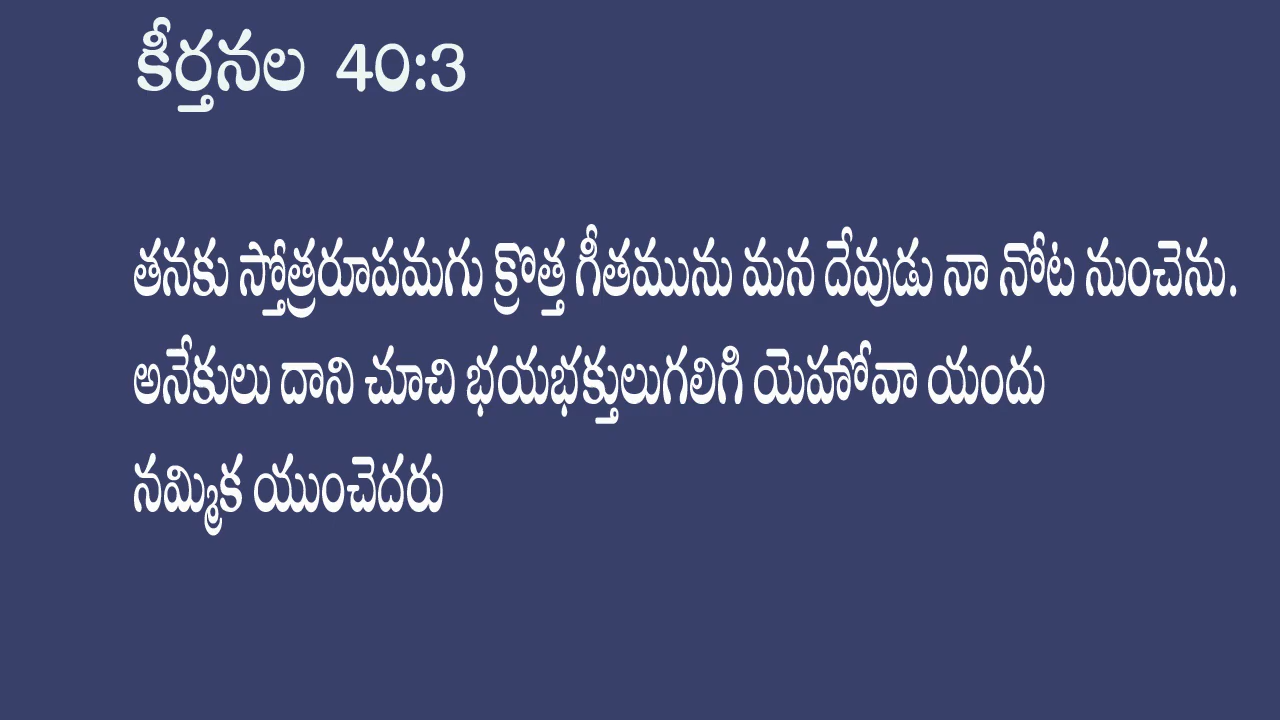 కీర్తనల 40:3
తనకు స్తోత్రరూపమగు క్రొత్త గీతమును మన దేవుడు నా నోట నుంచెను.
అనేకులు దాని చూచి భయభక్తులుగలిగి యెహోవా యందు
నమ్మిక యుంచెదరు